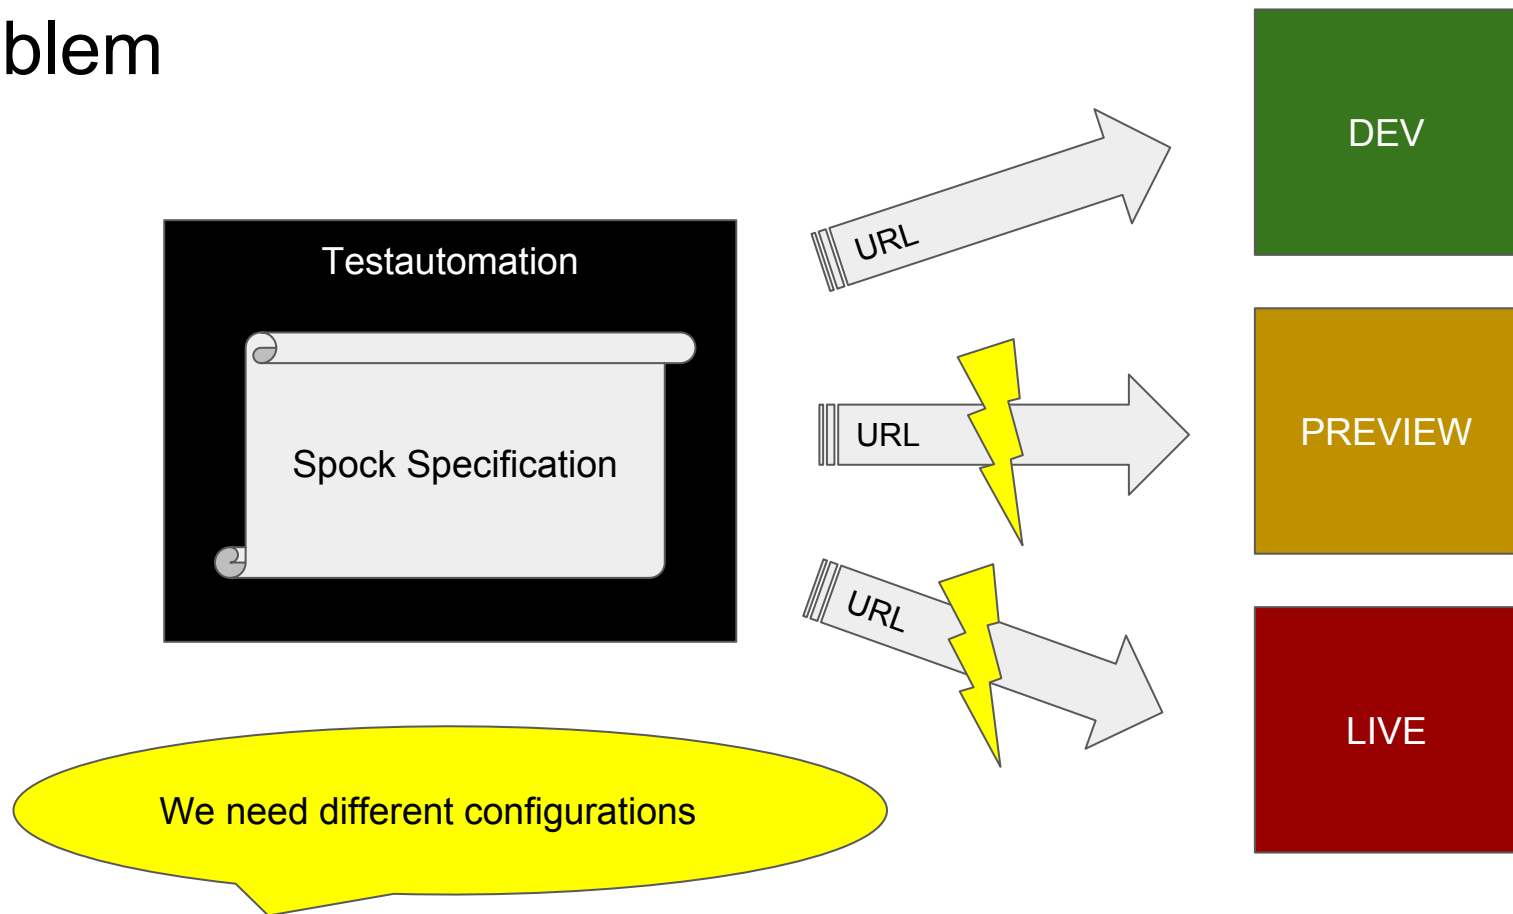 blem
DEV
Testautomation
URL
Spock Specification
URL
PREVIEW
URL
LIVE
We need different configurations